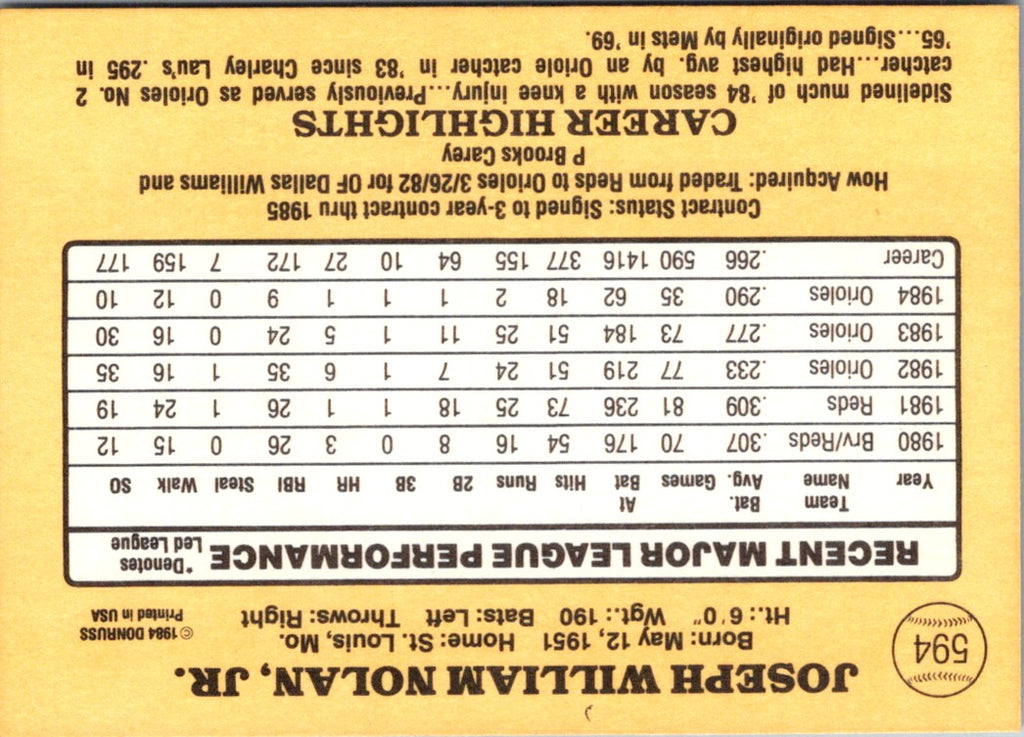 594
JOSEPH WILLIAM NOLAN, JR.
Born: May 12, 1951 Home: St. Louis, Mo.
Ht.: 6'0" Wgt.: 190 Bats: Left Throws: Right
© 1984 DONRUSS
Printed in USA
RECENT MAJOR LEAGUE PERFORMANCE *Denotes Led League
Year Team Name Bat. Avg. Games At Bat Hits Runs 2B 3B HR RBI Steal Walk SO
1980 Brv/Reds .307 70 176 54 16 8 0 3 26 0 15 12
1981 Reds .309 81 236 73 25 18 1 1 26 1 24 19
1982 Orioles .233 77 219 51 24 7 1 6 35 1 16 35
1983 Orioles .277 73 184 51 25 11 1 5 24 0 16 30
1984 Orioles .290 35 62 18 2 1 1 1 9 0 12 10
Career .266 590 1416 377 155 64 10 27 172 7 159 177
Contract Status: Signed to 3-year contract thru 1985
How Acquired: Traded from Reds to Orioles 3/26/82 for OF Dallas Williams and
P Brooks Carey
CAREER HIGHLIGHTS
Sidelined much of '84 season with a knee injury...Previously served as Orioles No. 2
catcher...Had highest avg. by an Oriole catcher in '83 since Charley Lau's .295 in
'65...Signed originally by Mets in '69.